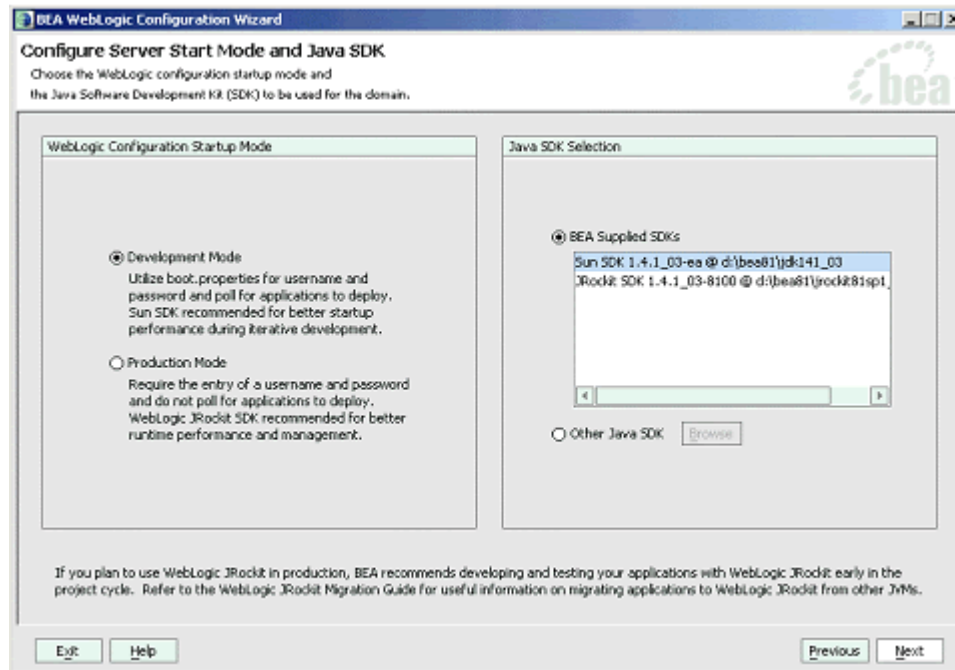 BEA WebLogic Configuration Wizard
Configure Server Start Mode and Java SDK
Choose the WebLogic configuration startup mode and
the Java Software Development Kit (SDK) to be used for the domain.
bea
WebLogic Configuration Startup Mode
Development Mode
Utilize boot.properties for username and
password and poll for applications to deploy.
Sun SDK recommended for better startup
performance during iterative development.
Production Mode
Require the entry of a username and password
and do not poll for applications to deploy.
WebLogic JRockit SDK recommended for better
runtime performance and management.
Java SDK Selection
BEA Supplied SDKs
Sun SDK 1.4.1_03-ea @ d:\bea81\jdk141_03
JRockit SDK 1.4.1_03-8100 @ d:\bea81\jrockit81sp1_
Other Java SDK
Browse
If you plan to use WebLogic JRockit in production, BEA recommends developing and testing your applications with WebLogic JRockit early in the
project cycle. Refer to the WebLogic JRockit Migration Guide for useful information on migrating applications to WebLogic JRockit from other JVMs.
Exit
Help
Previous
Next